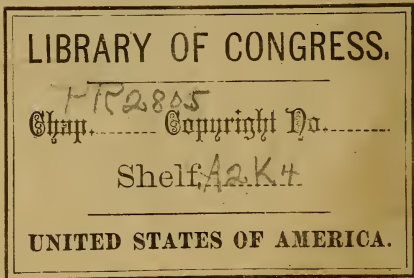 LIBRARY OF CONGRESS.
PR2805
Chap. Copyright No.
Shelf. A2K4
UNITED STATES OF AMERICA.